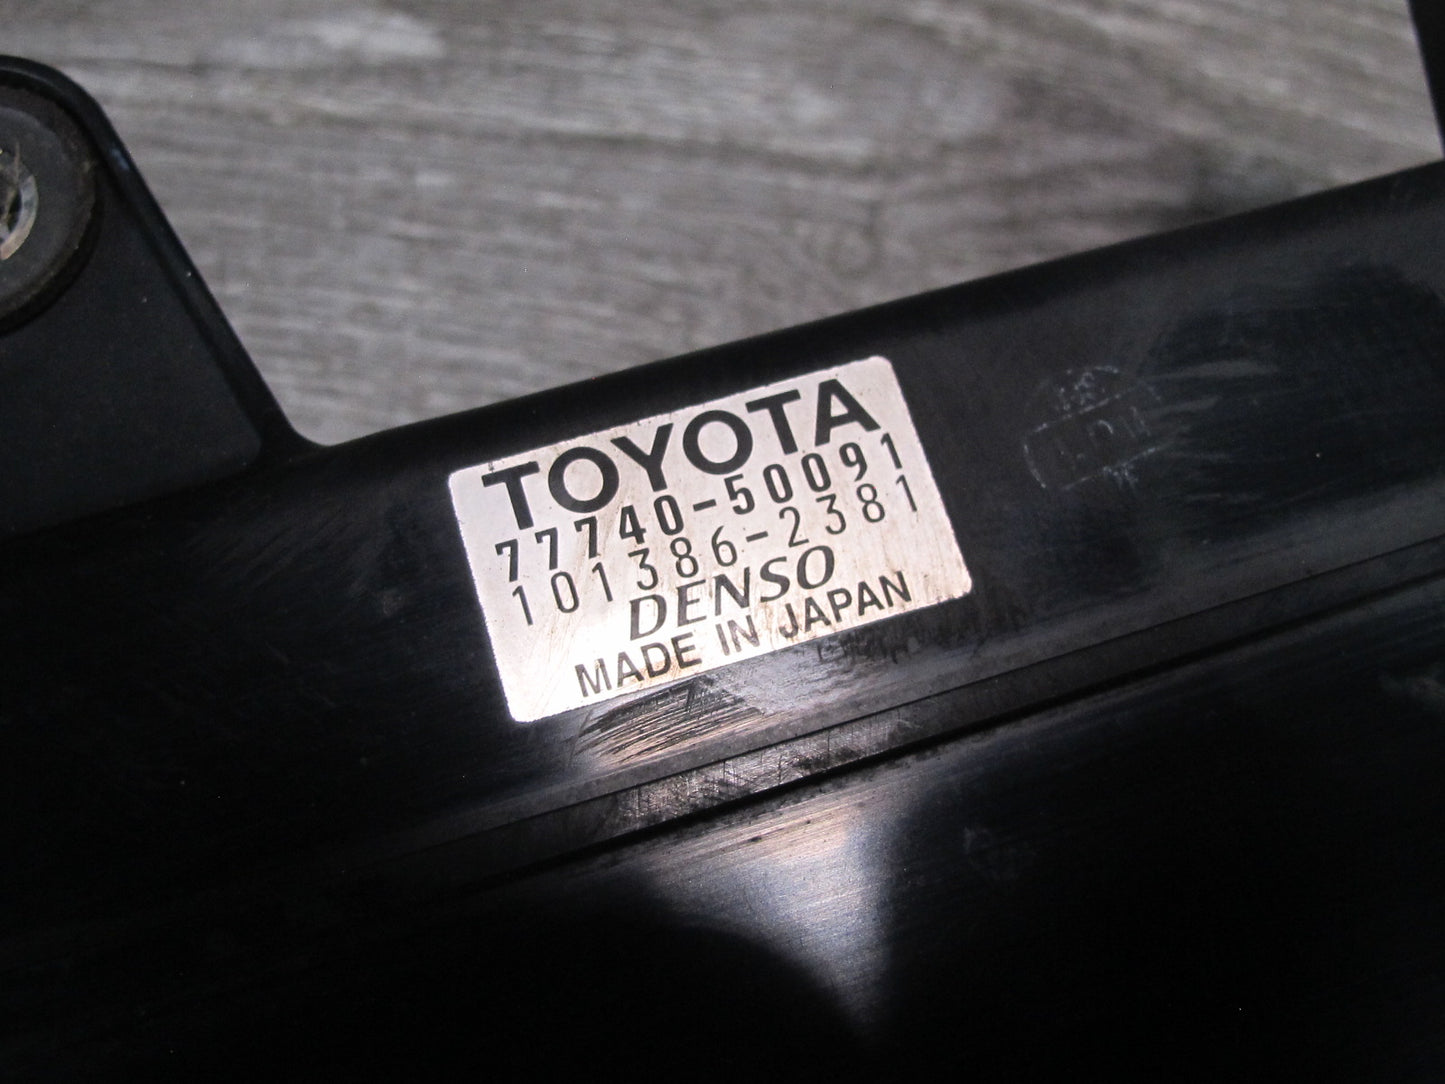 TOYOTA
77740-50091
101386-2381
DENSO
MADE IN JAPAN